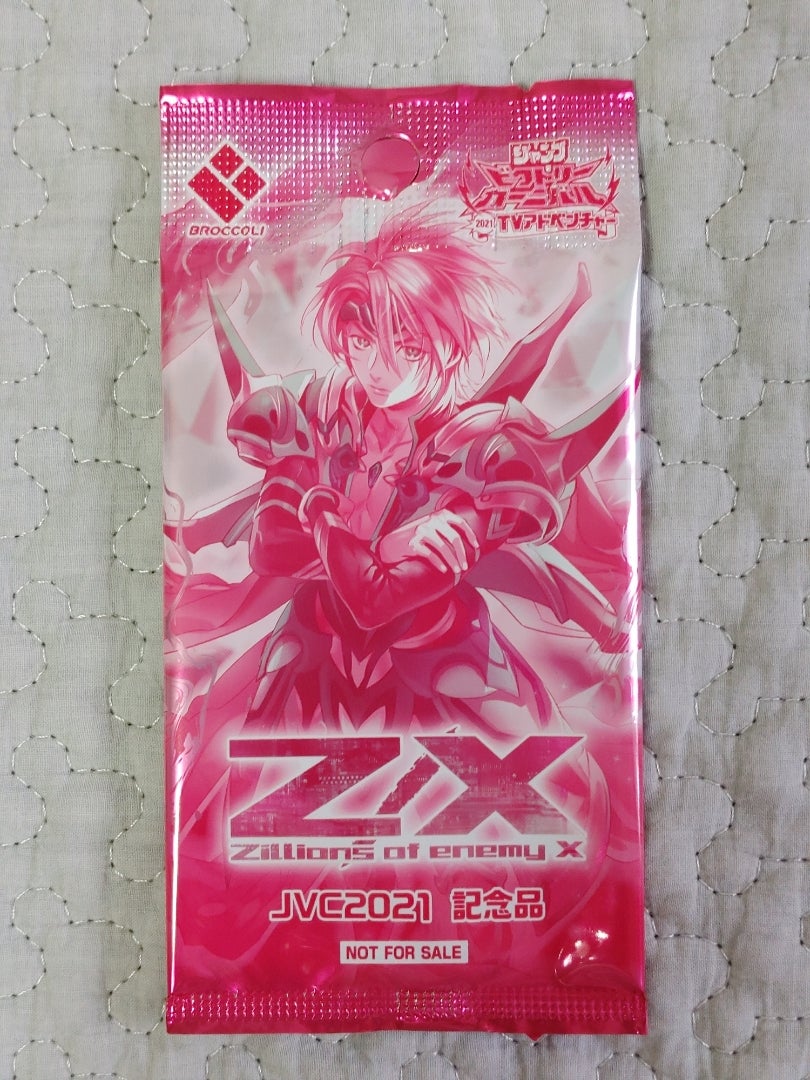 BROCCOLI
ジャンプ
ビクトリー
カーニバル
2021 TVアドベンチャー
Z/X
Zillions of enemy X
JVC2021 記念品
NOT FOR SALE